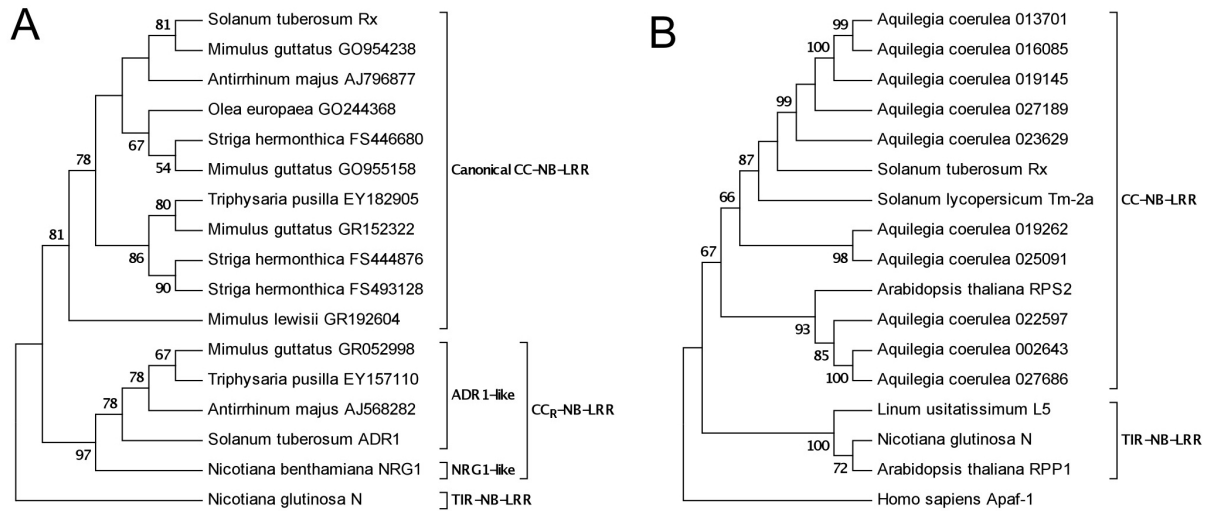 A
81
Solanum tuberosum Rx
Mimulus guttatus GO954238
Antirrhinum majus AJ796877
Olea europaea GO244368
67
Striga hermonthica FS446680
54
Mimulus guttatus GO955158
78
Triphysaria pusilla EY182905
80
Mimulus guttatus GR152322
86
Striga hermonthica FS444876
90
Striga hermonthica FS493128
81
Mimulus lewisii GR192604
Canonical CC-NB-LRR
67
Mimulus guttatus GR052998
78
Triphysaria pusilla EY157110
78
Antirrhinum majus AJ568282
Solanum tuberosum ADR1
97
Nicotiana benthamiana NRG1
Nicotiana glutinosa N
ADR1-like
NRG1-like
CCR-NB-LRR
TIR-NB-LRR
B
99
Aquilegia coerulea 013701
100
Aquilegia coerulea 016085
Aquilegia coerulea 019145
99
Aquilegia coerulea 027189
Aquilegia coerulea 023629
87
Solanum tuberosum Rx
Solanum lycopersicum Tm-2a
66
Aquilegia coerulea 019262
98
Aquilegia coerulea 025091
67
Arabidopsis thaliana RPS2
93
Aquilegia coerulea 022597
85
Aquilegia coerulea 002643
100
Aquilegia coerulea 027686
CC-NB-LRR
Linum usitatissimum L5
100
Nicotiana glutinosa N
72
Arabidopsis thaliana RPP1
TIR-NB-LRR
Homo sapiens Apaf-1